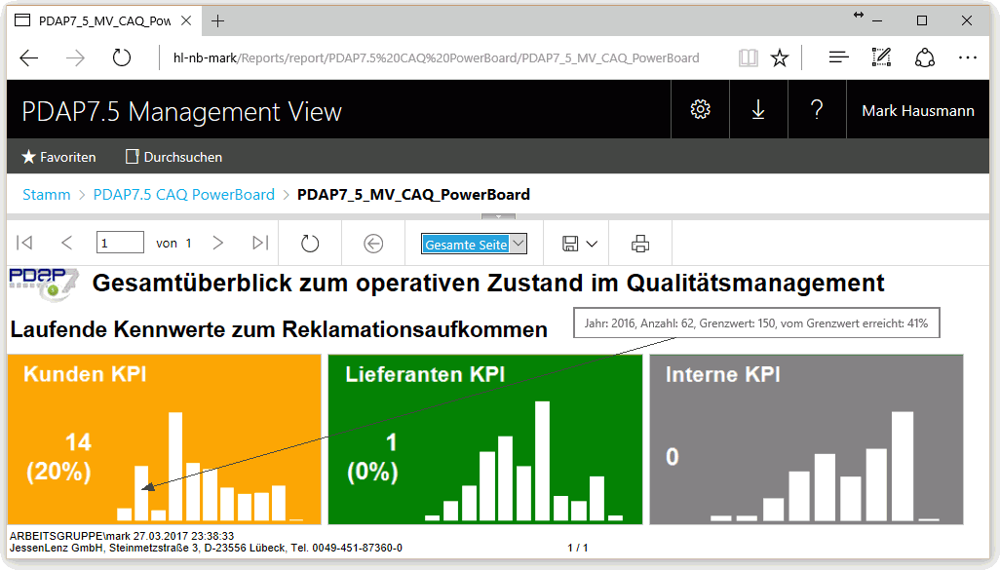 PDAP7_5_MV_CAQ_Pow
hl-nb-mark/Reports/report/PDAP7.5%20CAQ%20PowerBoard/PDAP7_5_MV_CAQ_PowerBoard
PDAP7.5 Management View
?
Mark Hausmann
Favoriten Durchsuchen
Stamm > PDAP7.5 CAQ PowerBoard > PDAP7_5_MV_CAQ_PowerBoard
1 von 1 Gesamte Seite
PDAP7 Gesamtüberblick zum operativen Zustand im Qualitätsmanagement
Jahr: 2016, Anzahl: 62, Grenzwert: 150, vom Grenzwert erreicht: 41%
Laufende Kennwerte zum Reklamationsaufkommen
Kunden KPI
14
(20%)
Lieferanten KPI
1
(0%)
Interne KPI
0
ARBEITSGRUPPE\mark 27.03.2017 23:38:33
JessenLenz GmbH, Steinmetzstraße 3, D-23556 Lübeck, Tel. 0049-451-87360-0 1 / 1